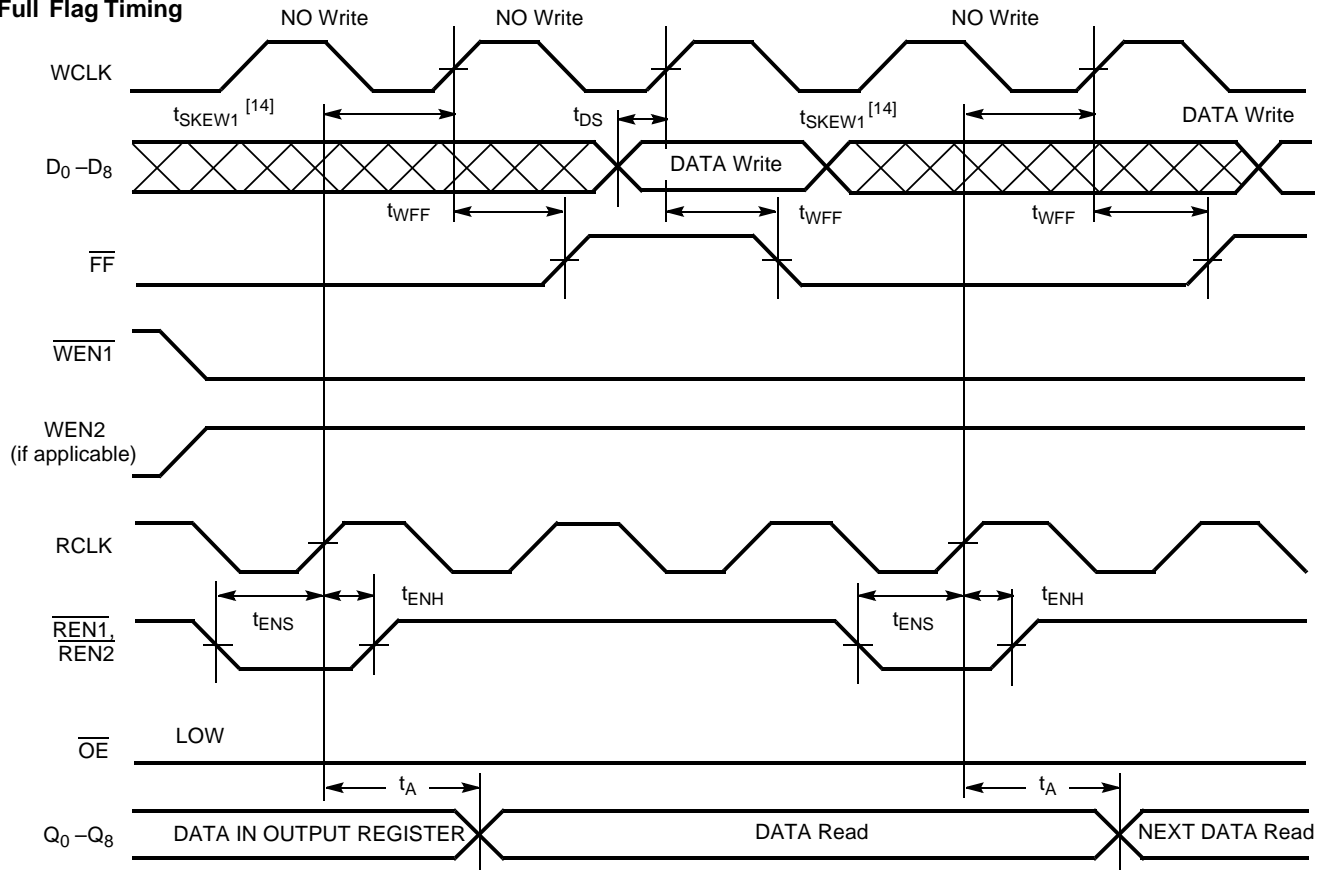 Full Flag Timing
NO Write
NO Write
NO Write
WCLK
tSKEW1 [14]
tDS
tSKEW1 [14]
DATA Write
D0 –D8
DATA Write
tWFF
tWFF
tWFF
FF
WEN1
WEN2
(if applicable)
RCLK
tENS
tENH
tENS
tENH
REN1,
REN2
OE
LOW
tA
tA
Q0 –Q8
DATA IN OUTPUT REGISTER
DATA Read
NEXT DATA Read